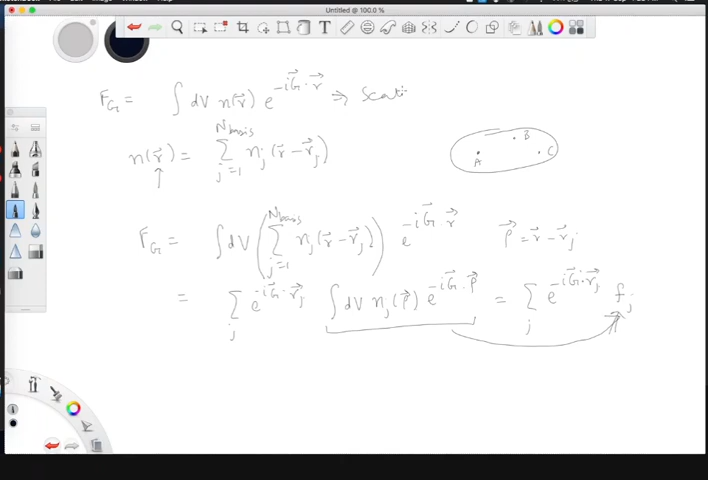 Untitled @ 100.0 %
F_G = ∫ dV n(r⃗) e^{-iG⃗·r⃗} ⇒ Scatt
n(r⃗) = Σ_{j=1}^{N_basis} n_j(r⃗ - r⃗_j)
A B C
F_G = ∫dV (Σ_{j=1}^{N_basis} n_j(r⃗ - r⃗_j)) e^{-iG⃗·r⃗} ρ⃗ = r⃗ - r⃗_j
= Σ_j e^{-iG⃗·r⃗_j} ∫dV n_j(ρ⃗) e^{-iG⃗·ρ⃗} = Σ_j e^{-iG⃗·r⃗_j} f_j